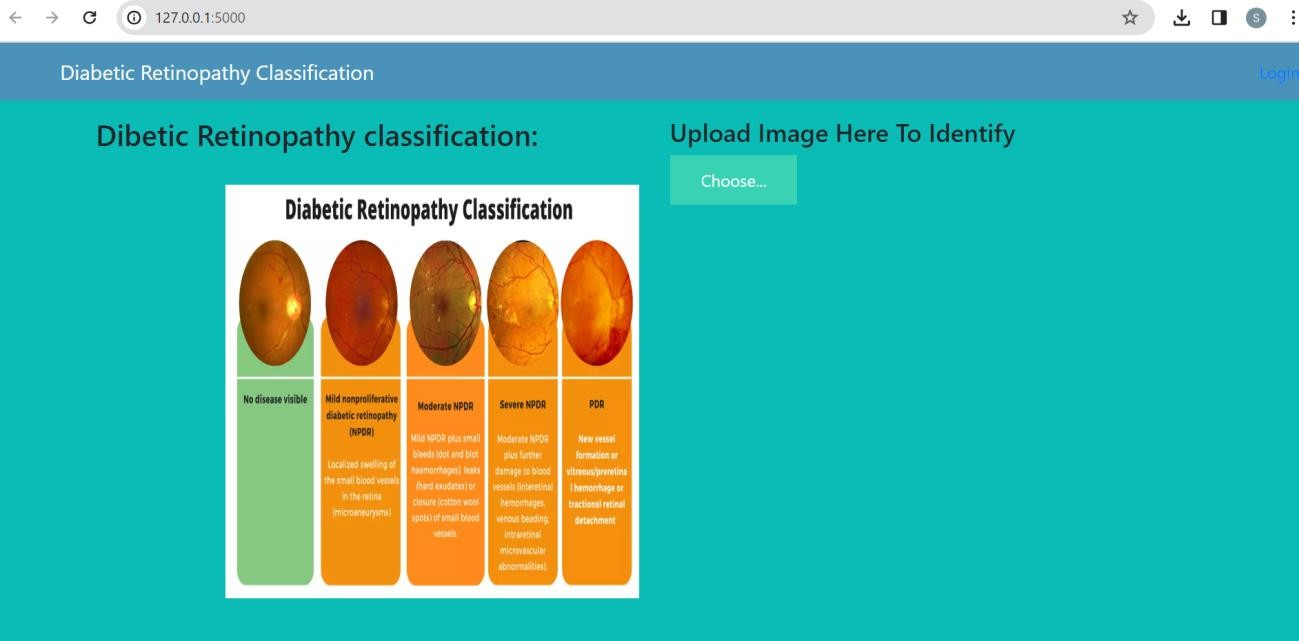 127.0.0.1:5000
S
Diabetic Retinopathy Classification
Login
Dibetic Retinopathy classification:
Upload Image Here To Identify
Choose...
Diabetic Retinopathy Classification
No disease visible
Mild nonproliferative
diabetic retinopathy
(NPDR)
Localized swelling of
the small blood vessels
in the retina
(microaneurysms)
Moderate NPDR
Mild NPDR plus small
bleeds (dot and blot
haemorrhages), leaks
(hard exudates) or
closure (cotton wool
spots) of small blood
vessels.
Severe NPDR
Moderate NPDR
plus further
damage to blood
vessels (interetinal
hemorrhages,
venous beading,
intraretinal
microvascular
abnormalities).
PDR
New vessel
formation or
vitreous/preretina
l hemorrhage or
tractional retinal
detachment